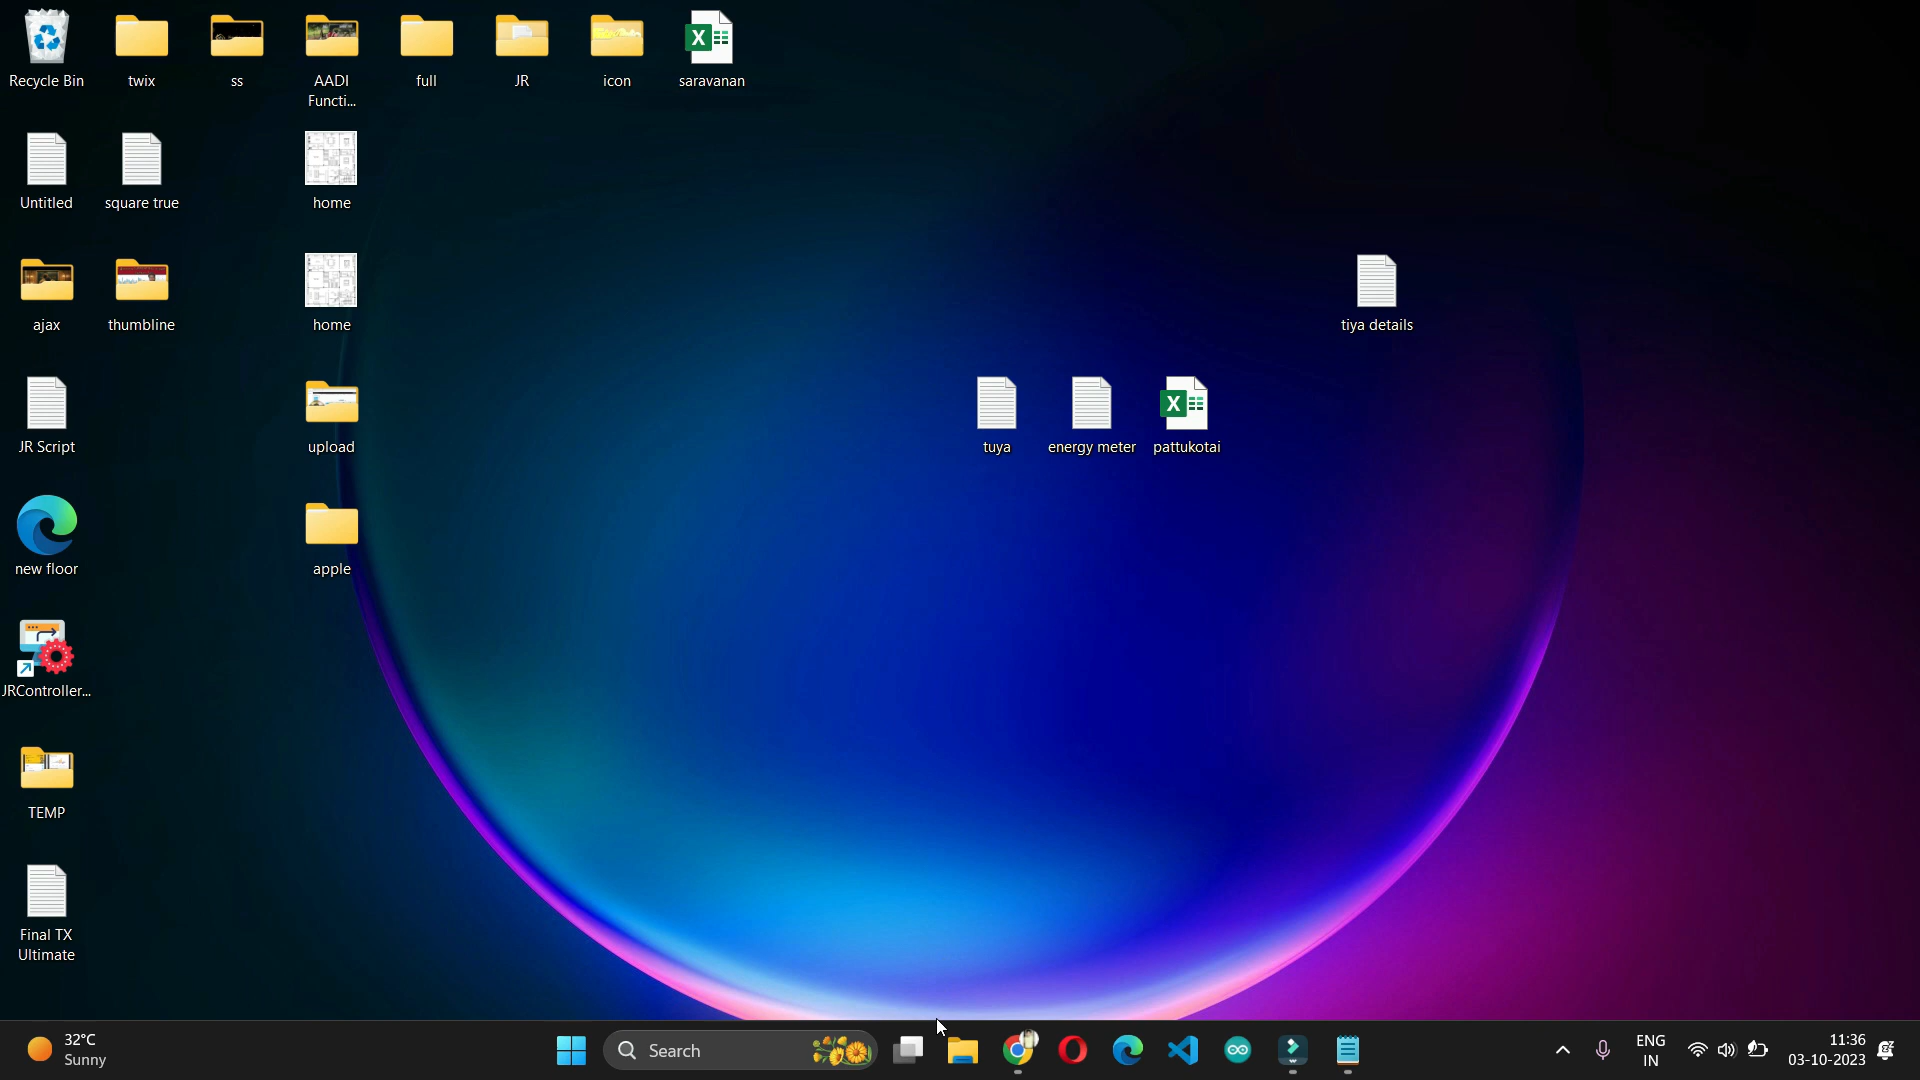 Recycle Bin
twix
ss
AADI
Functi...
full
JR
icon
saravanan
Untitled
square true
home
ajax
thumbline
home
tiya details
JR Script
upload
tuya
energy meter
pattukotai
new floor
apple
JRController...
TEMP
Final TX
Ultimate
32°C
Sunny
Search
ENG
IN
11:36
03-10-2023